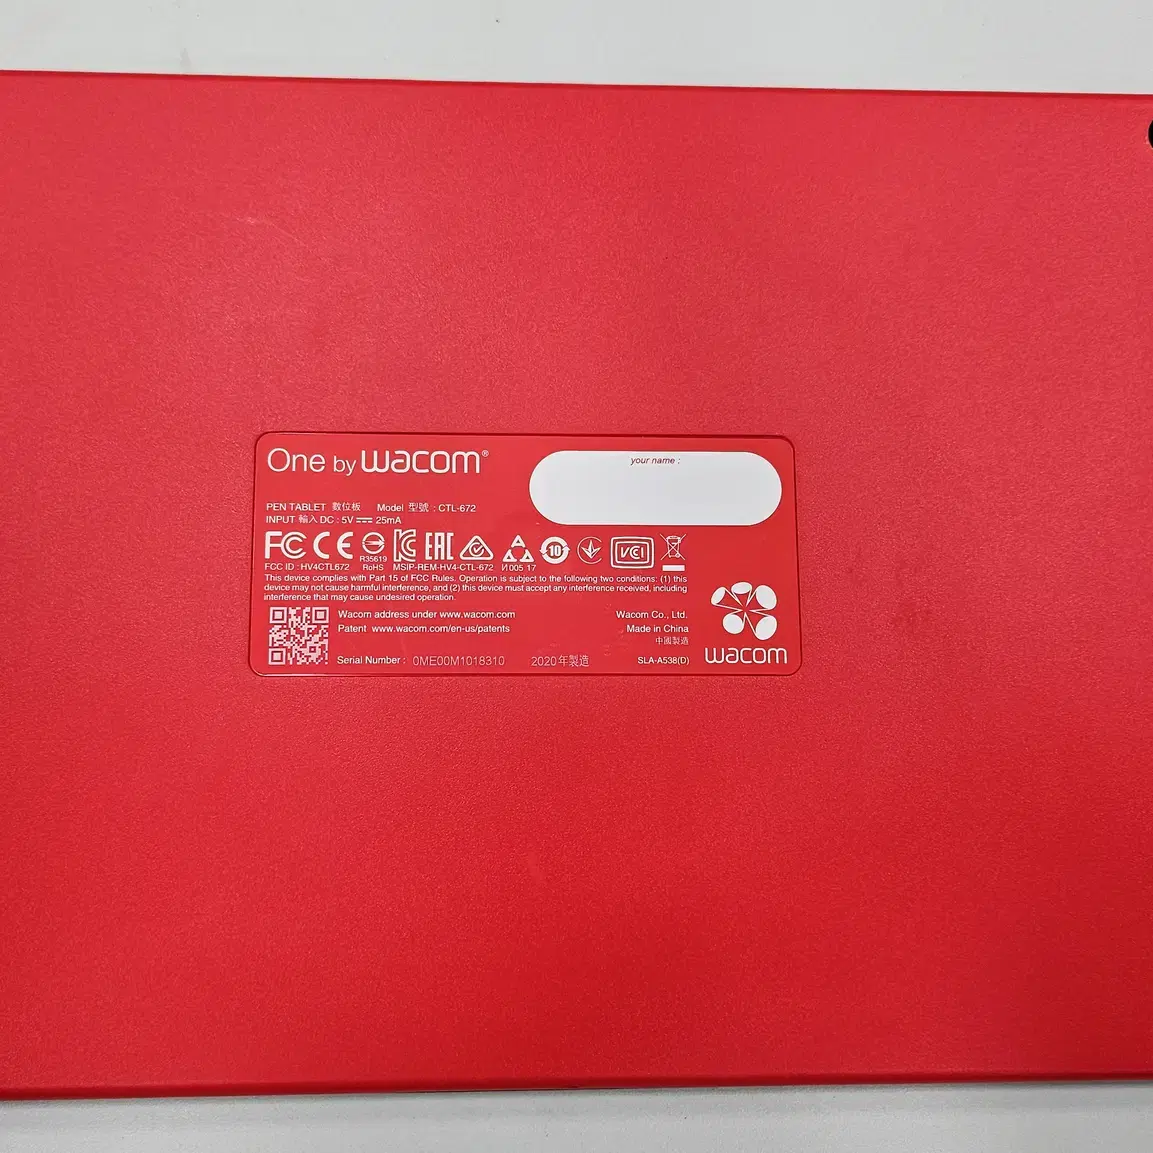 One by wacom®
your name :
PEN TABLET 數位板 Model 型號 : CTL-672
INPUT 輸入 DC : 5V ⎓ 25mA
FC CE R35619 RoHS EAC 10 VCCI
FCC ID : HV4CTL672 MSIP-REM-HV4-CTL-672 И005 17
This device complies with Part 15 of FCC Rules. Operation is subject to the following two conditions: (1) this
device may not cause harmful interference, and (2) this device must accept any interference received, including
interference that may cause undesired operation.
Wacom address under www.wacom.com
Patent www.wacom.com/en-us/patents
Wacom Co., Ltd.
Made in China
中國製造
Serial Number : 0ME00M1018310 2020年製造
SLA-A538(D)
wacom